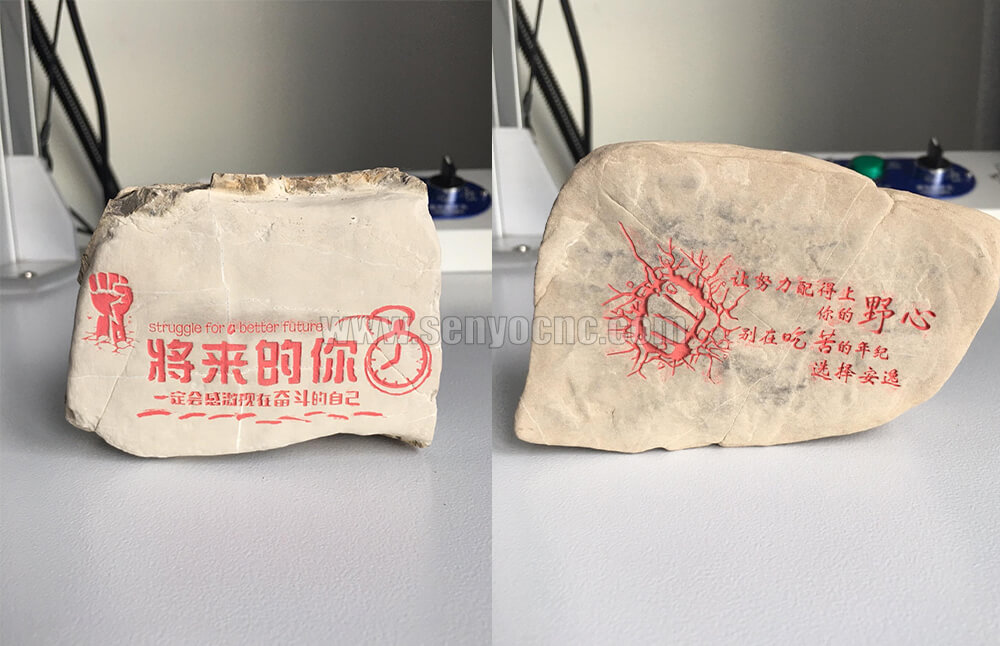 struggle for a better future
將来的你
一定会感激现在奋斗的自己
让努力配得上
你的野心
别在吃苦的年纪
选择安逸
www.senyocnc.com